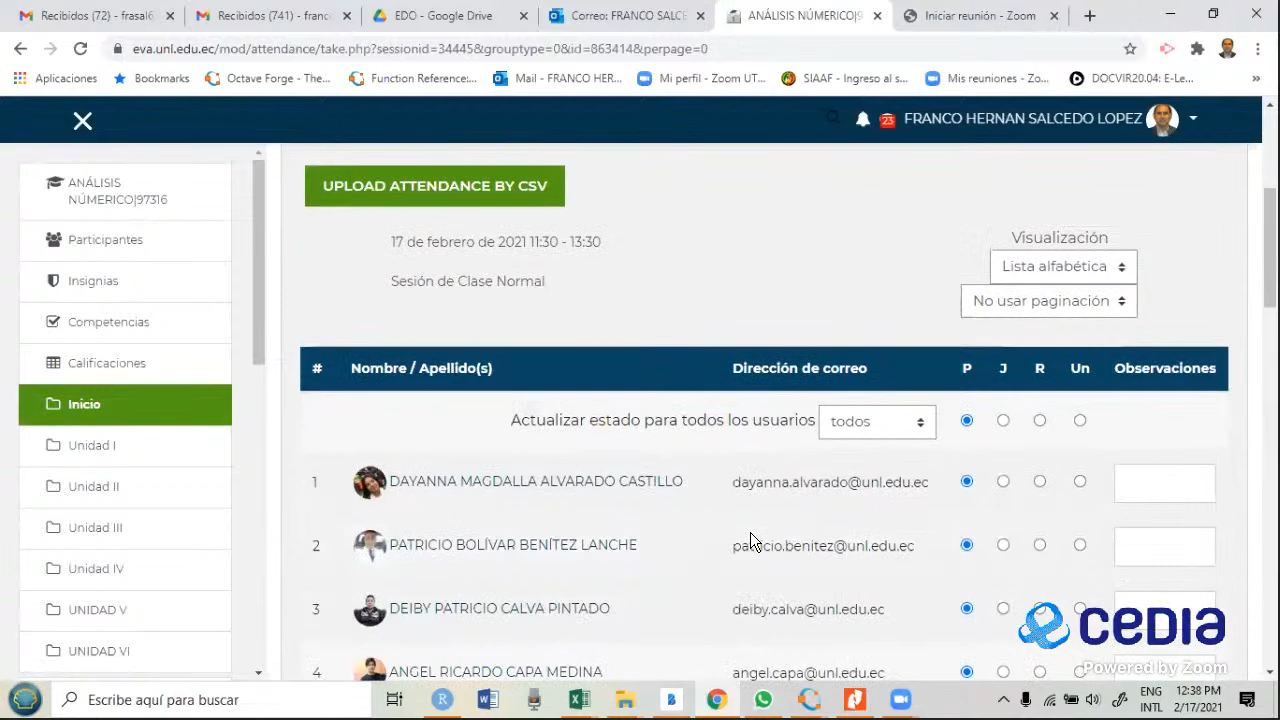 Recibidos (72) - frasal6
Recibidos (741) - franc
EDO - Google Drive
Correo: FRANCO SALC
ANÁLISIS NÚMERICO|9
Iniciar reunión - Zoom
eva.unl.edu.ec/mod/attendance/take.php?sessionid=34445&grouptype=0&id=863414&perpage=0
Aplicaciones
Bookmarks
Octave Forge - The...
Function Reference:...
Mail - FRANCO HER...
Mi perfil - Zoom UT...
SIAAF - Ingreso al s...
Mis reuniones - Zo...
DOCVIR20.04: E-Le...
»
23
FRANCO HERNAN SALCEDO LOPEZ
ANÁLISIS
NÚMERICO|97316
Participantes
Insignias
Competencias
Calificaciones
Inicio
Unidad I
Unidad II
Unidad III
Unidad IV
UNIDAD V
UNIDAD VI
UPLOAD ATTENDANCE BY CSV
17 de febrero de 2021 11:30 - 13:30
Sesión de Clase Normal
Visualización
Lista alfabética
No usar paginación
# Nombre / Apellido(s) Dirección de correo P J R Un Observaciones
Actualizar estado para todos los usuarios todos
1 DAYANNA MAGDALLA ALVARADO CASTILLO dayanna.alvarado@unl.edu.ec
2 PATRICIO BOLÍVAR BENÍTEZ LANCHE patricio.benitez@unl.edu.ec
3 DEIBY PATRICIO CALVA PINTADO deiby.calva@unl.edu.ec
4 ANGEL RICARDO CAPA MEDINA angel.capa@unl.edu.ec
cedia
Powered by Zoom
Escribe aquí para buscar
ENG
INTL
12:38 PM
2/17/2021